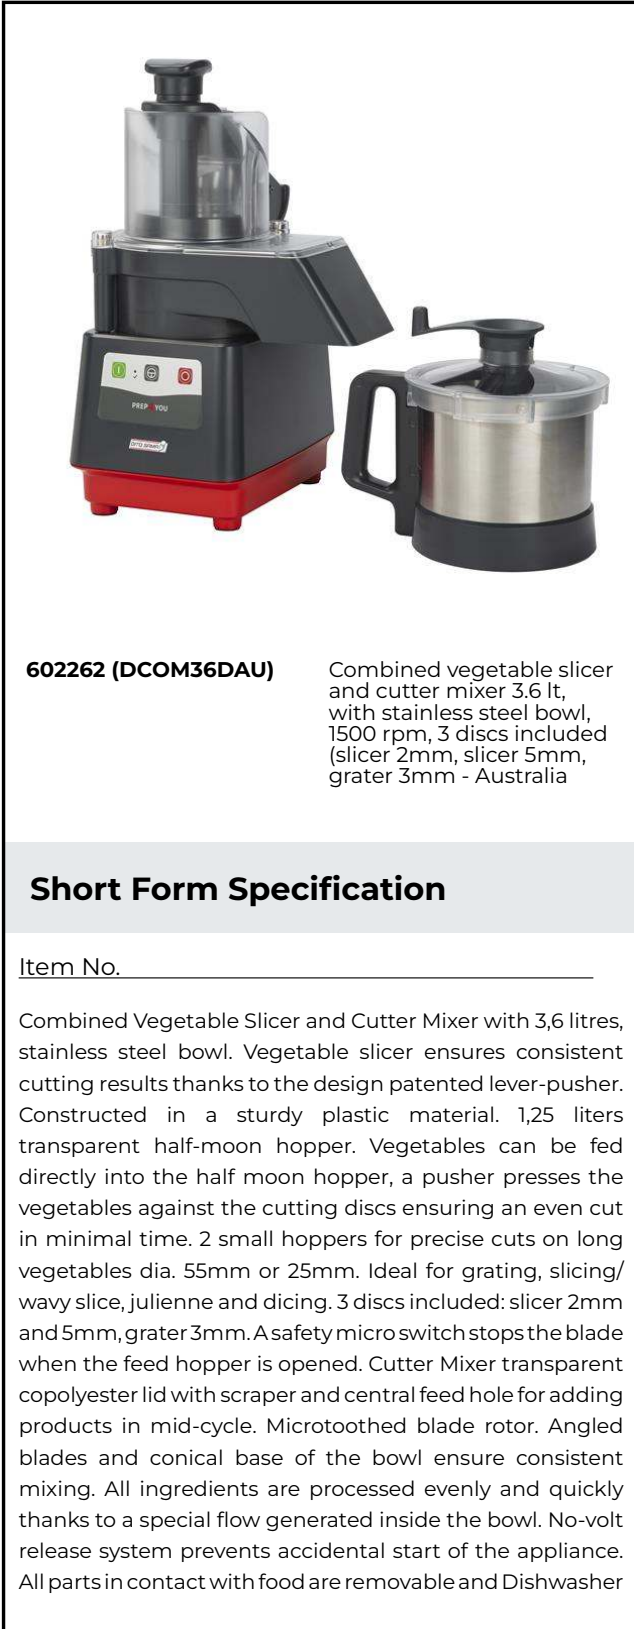 PREP4YOU
DITO SAMA
602262 (DCOM36DAU)
Combined vegetable slicer
and cutter mixer 3.6 lt,
with stainless steel bowl,
1500 rpm, 3 discs included
(slicer 2mm, slicer 5mm,
grater 3mm - Australia
Short Form Specification
Item No.
Combined Vegetable Slicer and Cutter Mixer with 3,6 litres,
stainless steel bowl. Vegetable slicer ensures consistent
cutting results thanks to the design patented lever-pusher.
Constructed in a sturdy plastic material. 1,25 liters
transparent half-moon hopper. Vegetables can be fed
directly into the half moon hopper, a pusher presses the
vegetables against the cutting discs ensuring an even cut
in minimal time. 2 small hoppers for precise cuts on long
vegetables dia. 55mm or 25mm. Ideal for grating, slicing/
wavy slice, julienne and dicing. 3 discs included: slicer 2mm
and 5mm, grater 3mm. A safety micro switch stops the blade
when the feed hopper is opened. Cutter Mixer transparent
copolyester lid with scraper and central feed hole for adding
products in mid-cycle. Microtoothed blade rotor. Angled
blades and conical base of the bowl ensure consistent
mixing. All ingredients are processed evenly and quickly
thanks to a special flow generated inside the bowl. No-volt
release system prevents accidental start of the appliance.
All parts in contact with food are removable and Dishwasher